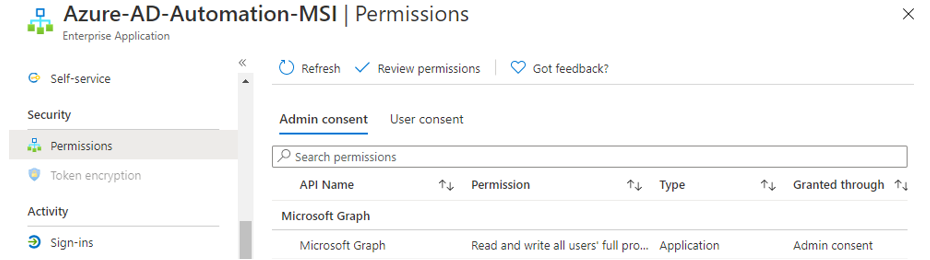 Azure-AD-Automation-MSI | Permissions
Enterprise Application
Self-service
Security
Permissions
Token encryption
Activity
Sign-ins
Refresh Review permissions Got feedback?
Admin consent User consent
Search permissions
API Name Permission Type Granted through
Microsoft Graph
Microsoft Graph Read and write all users' full pro... Application Admin consent